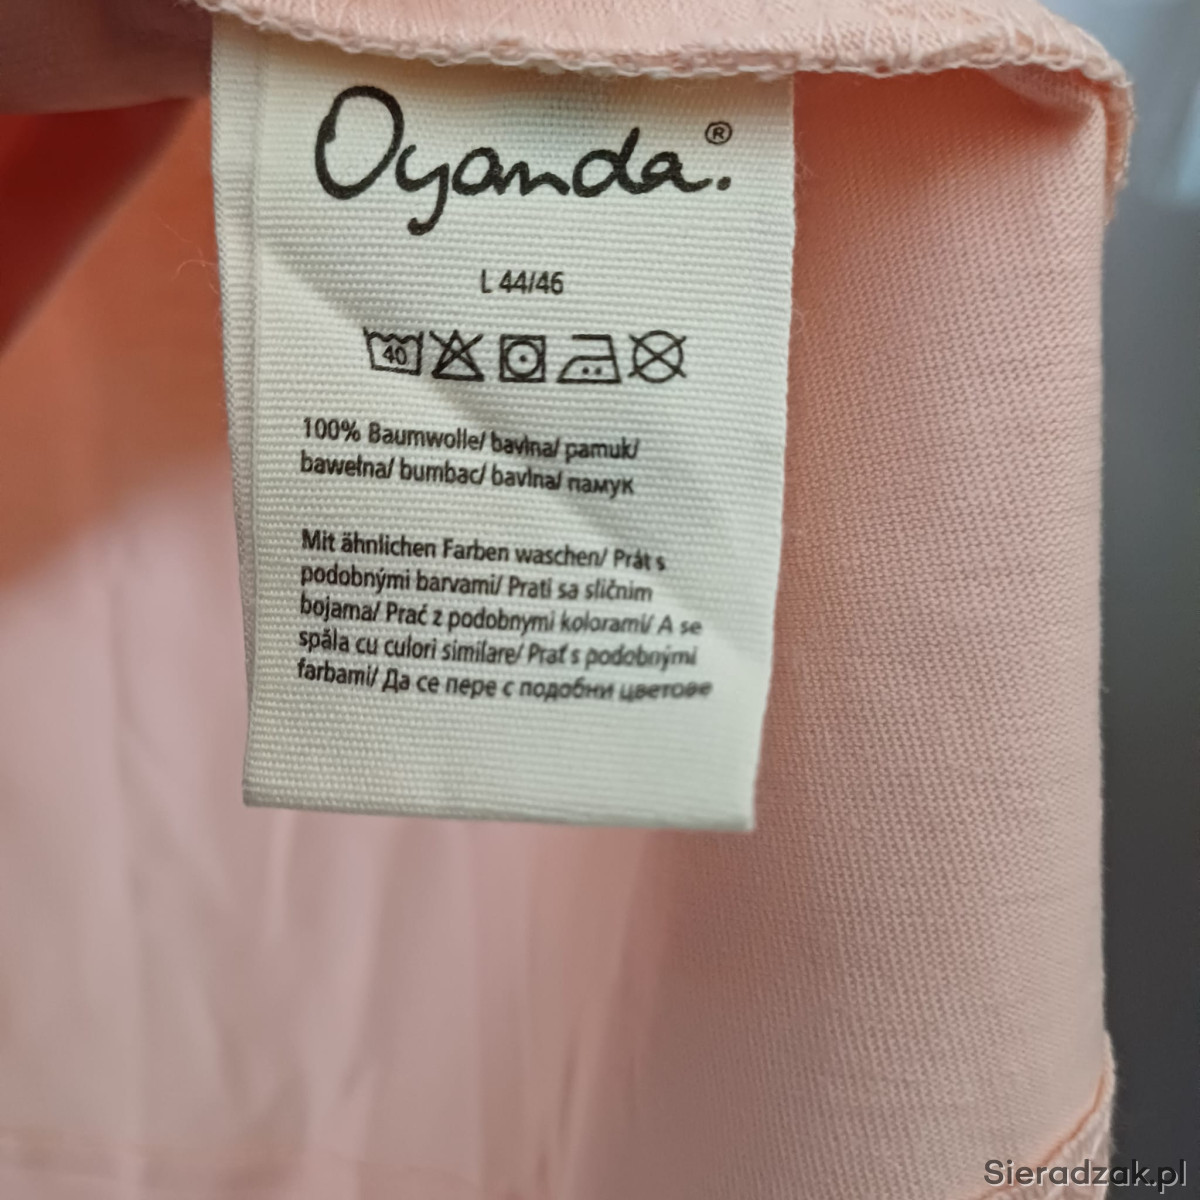 Oyanda.®
L 44/46
40
100% Baumwolle/ bavlna/ pamuk/
bawełna/ bumbac/ bavlna/ памук
Mit ähnlichen Farben waschen/ Prát s
podobnými barvami/ Prati sa sličnim
bojama/ Prać z podobnymi kolorami/ A se
spăla cu culori similare/ Prať s podobnými
farbami/ Да се пере с подобни цветове
Sieradzak.pl